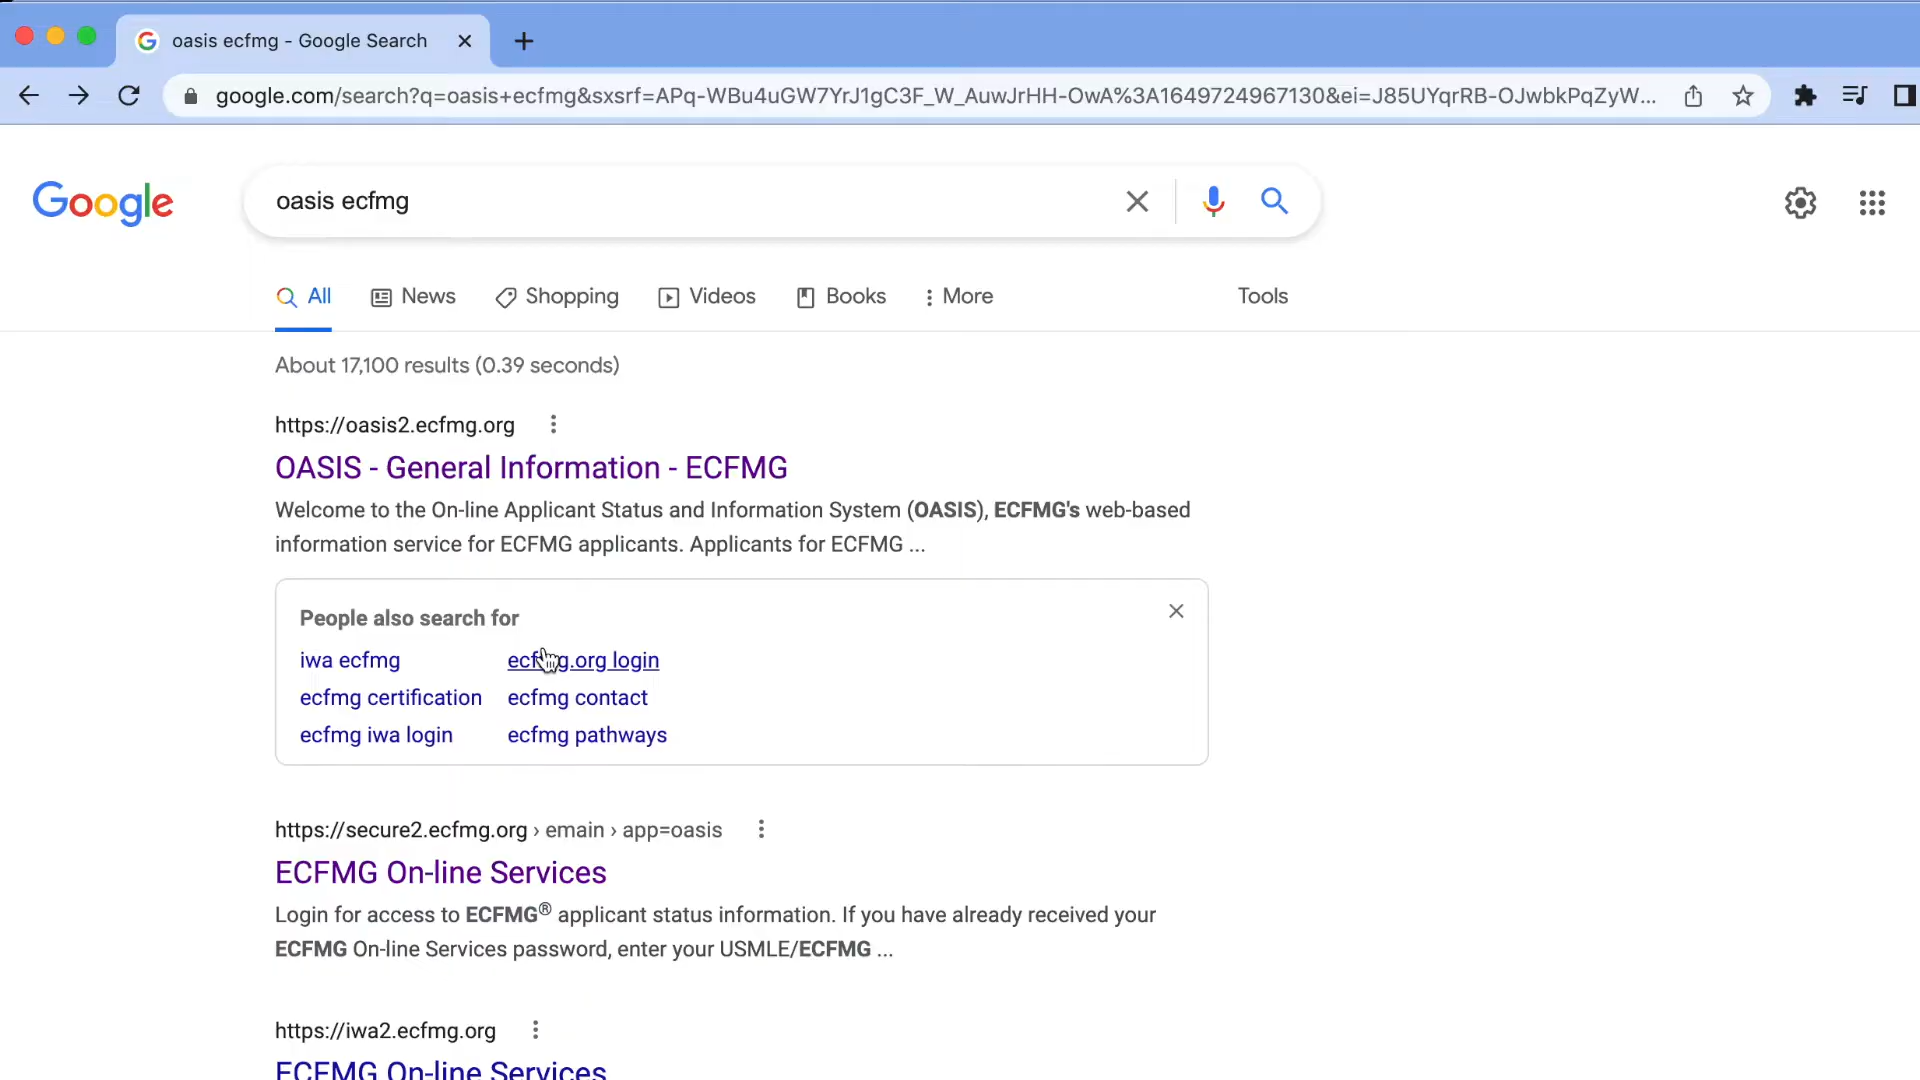 oasis ecfmg - Google Search
google.com/search?q=oasis+ecfmg&sxsrf=APq-WBu4uGW7YrJ1gC3F_W_AuwJrHH-OwA%3A1649724967130&ei=J85UYqrRB-OJwbkPqZyW...
Google
oasis ecfmg
All News Shopping Videos Books More Tools
About 17,100 results (0.39 seconds)
https://oasis2.ecfmg.org
OASIS - General Information - ECFMG
Welcome to the On-line Applicant Status and Information System (OASIS), ECFMG's web-based
information service for ECFMG applicants. Applicants for ECFMG ...
People also search for
iwa ecfmg ecfmg.org login
ecfmg certification ecfmg contact
ecfmg iwa login ecfmg pathways
https://secure2.ecfmg.org › emain › app=oasis
ECFMG On-line Services
Login for access to ECFMG® applicant status information. If you have already received your
ECFMG On-line Services password, enter your USMLE/ECFMG ...
https://iwa2.ecfmg.org
ECFMG On-line Services